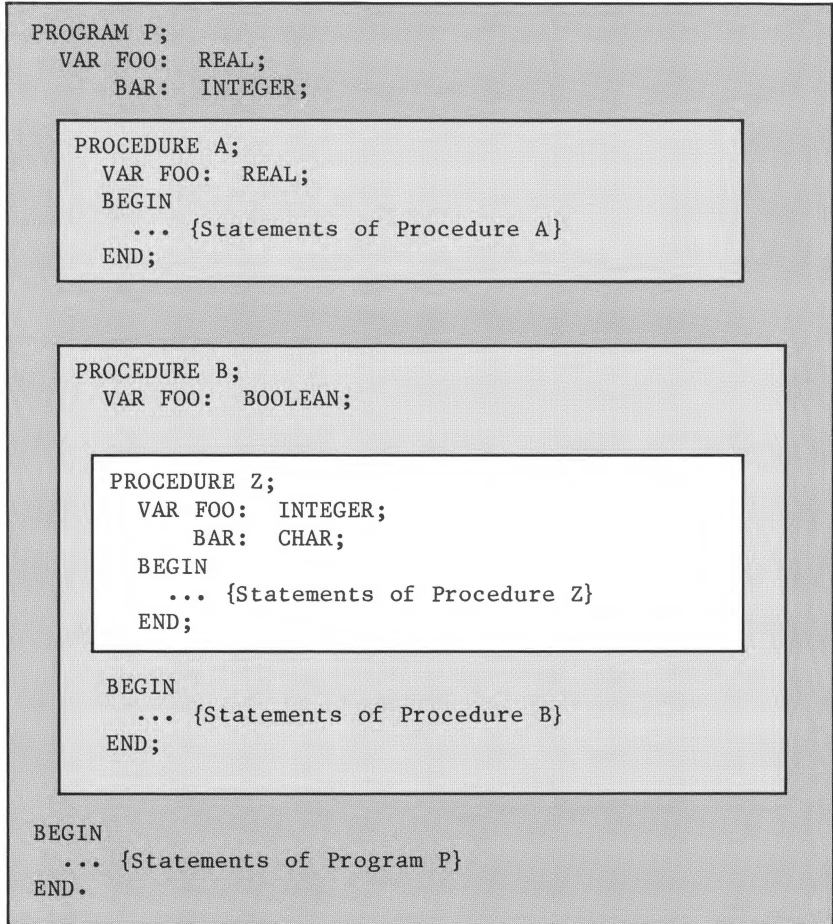 PROGRAM P;
VAR FOO: REAL;
BAR: INTEGER;
PROCEDURE A;
VAR FOO: REAL;
BEGIN
... {Statements of Procedure A}
END;
PROCEDURE B;
VAR FOO: BOOLEAN;
PROCEDURE Z;
VAR FOO: INTEGER;
BAR: CHAR;
BEGIN
... {Statements of Procedure Z}
END;
BEGIN
... {Statements of Procedure B}
END;
BEGIN
... {Statements of Program P}
END.